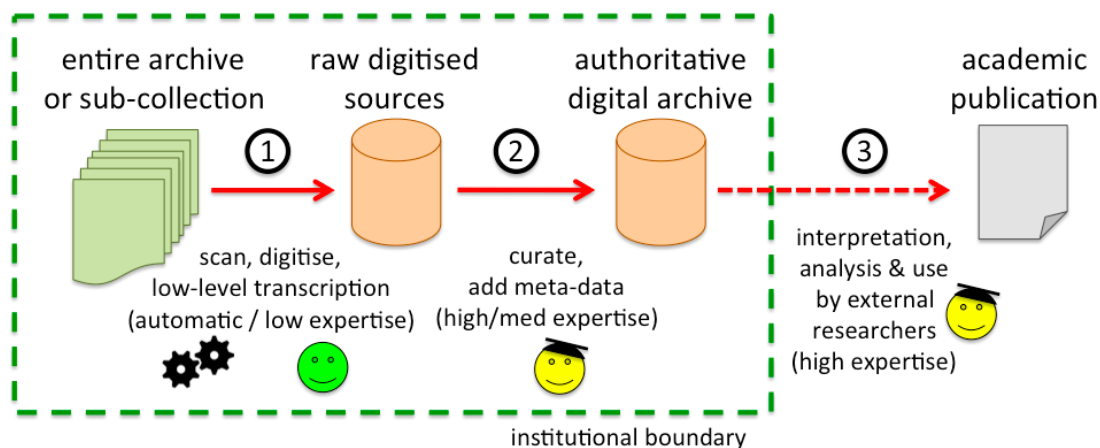 entire archive
or sub-collection
raw digitised
sources
authoritative
digital archive
academic
publication
1
2
3
scan, digitise,
low-level transcription
(automatic / low expertise)
curate,
add meta-data
(high/med expertise)
interpretation,
analysis & use
by external
researchers
(high expertise)
institutional boundary